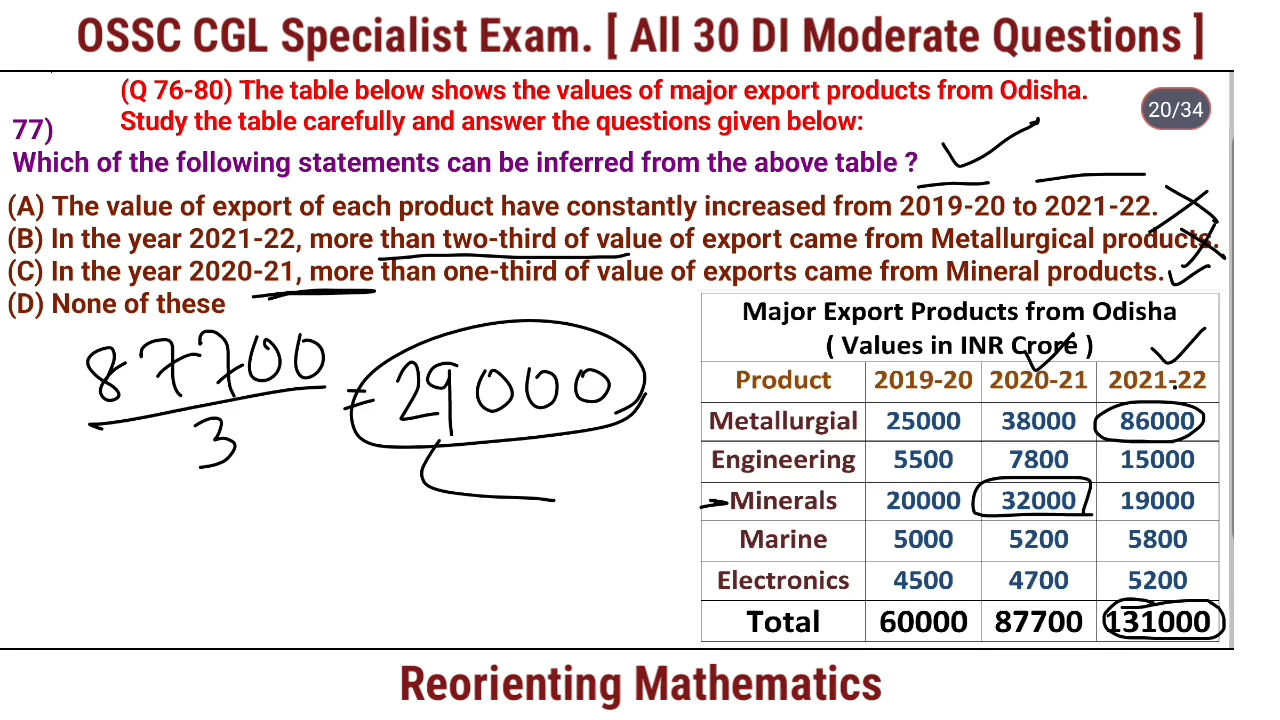 OSSC CGL Specialist Exam. [ All 30 DI Moderate Questions ]
(Q 76-80) The table below shows the values of major export products from Odisha.
20/34
Study the table carefully and answer the questions given below:
77)
Which of the following statements can be inferred from the above table ?
(A) The value of export of each product have constantly increased from 2019-20 to 2021-22.
(B) In the year 2021-22, more than two-third of value of export came from Metallurgical products.
(C) In the year 2020-21, more than one-third of value of exports came from Mineral products.
(D) None of these
87700
3
= 29000
Major Export Products from Odisha
( Values in INR Crore )
Product 2019-20 2020-21 2021-22
Metallurgial 25000 38000 86000
Engineering 5500 7800 15000
Minerals 20000 32000 19000
Marine 5000 5200 5800
Electronics 4500 4700 5200
Total 60000 87700 131000
Reorienting Mathematics